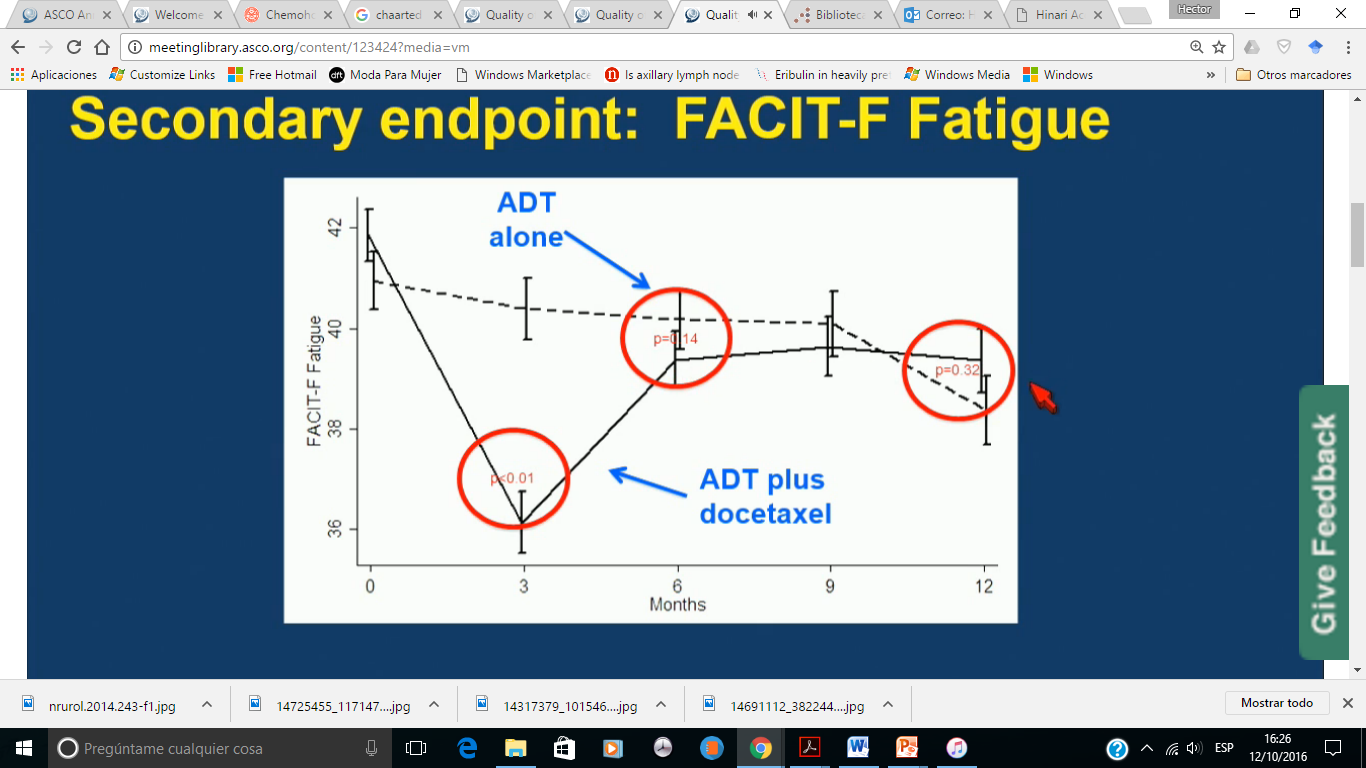 ASCO An
Welcome
Chemoho
chaarted
Quality o
Quality o
Qualit
Biblioteca
Correo: H
Hinari Ac
Hector
meetinglibrary.asco.org/content/123424?media=vm
Aplicaciones
Customize Links
Free Hotmail
dft
Moda Para Mujer
Windows Marketplace
Is axillary lymph node
Eribulin in heavily pre
Windows Media
Windows
»
Otros marcadores
Secondary endpoint: FACIT-F Fatigue
ADT
alone
42
40
38
36
FACIT-F Fatigue
p=0.14
p=0.32
p<0.01
ADT plus
docetaxel
0
3
6
9
12
Months
Give Feedback
nrurol.2014.243-f1.jpg
14725455_117147....jpg
14317379_101546....jpg
14691112_382244....jpg
Mostrar todo
Pregúntame cualquier cosa
ESP
16:26
12/10/2016